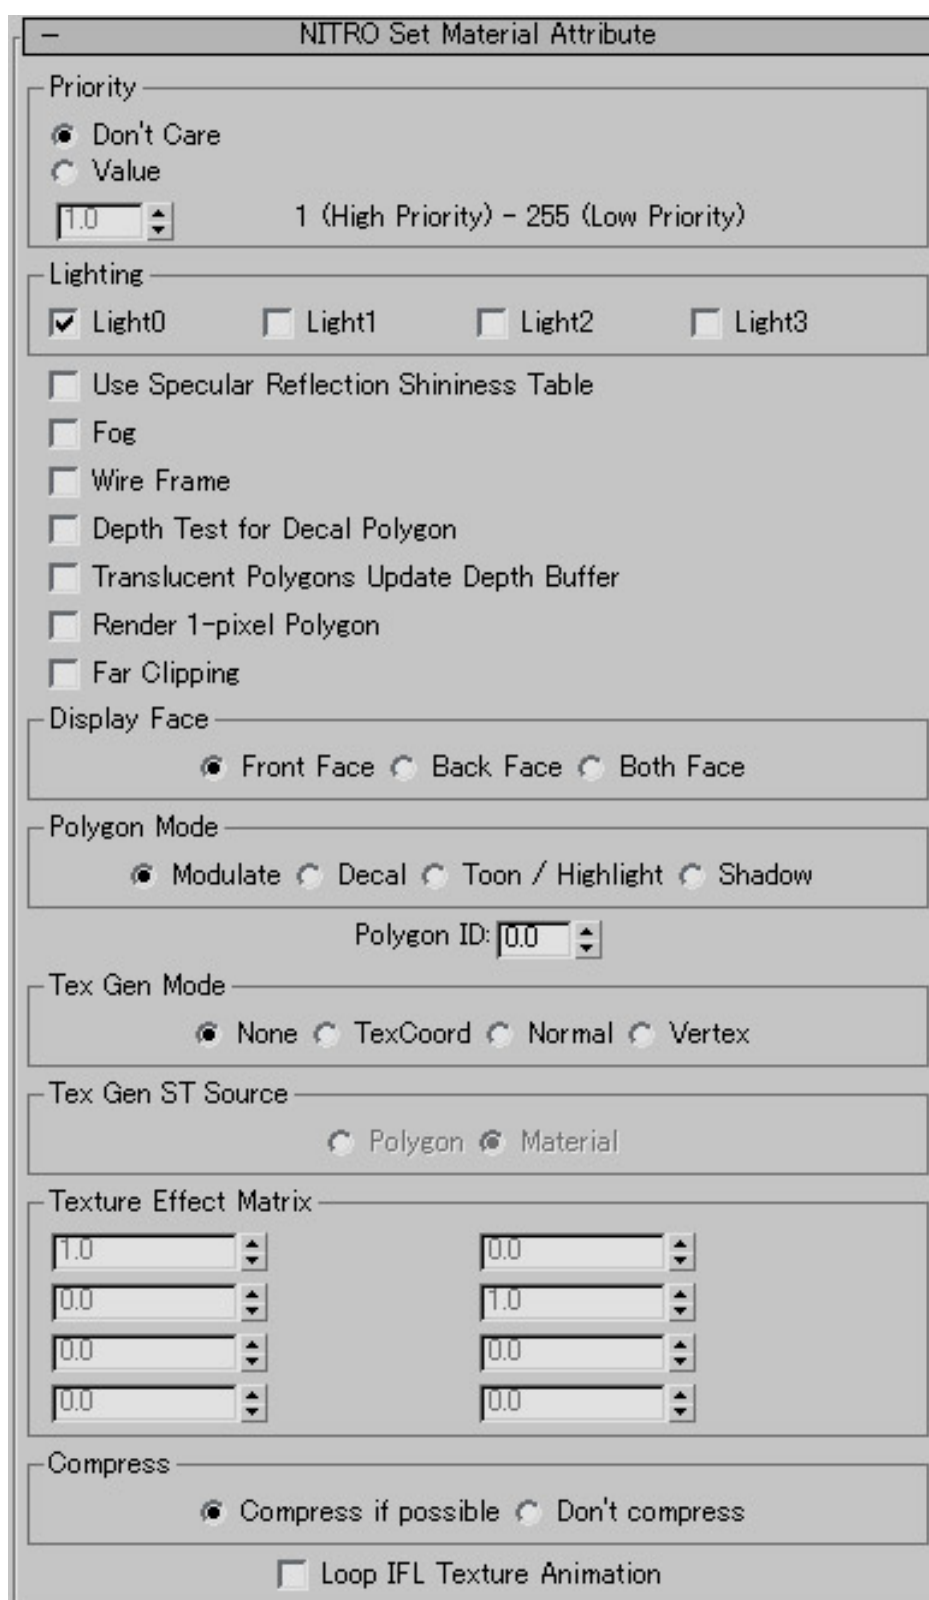 NITRO Set Material Attribute
Priority
Don't Care
Value
1.0 1 (High Priority) - 255 (Low Priority)
Lighting
Light0 Light1 Light2 Light3
Use Specular Reflection Shininess Table
Fog
Wire Frame
Depth Test for Decal Polygon
Translucent Polygons Update Depth Buffer
Render 1-pixel Polygon
Far Clipping
Display Face
Front Face Back Face Both Face
Polygon Mode
Modulate Decal Toon / Highlight Shadow
Polygon ID: 0.0
Tex Gen Mode
None TexCoord Normal Vertex
Tex Gen ST Source
Polygon Material
Texture Effect Matrix
1.0 0.0
0.0 1.0
0.0 0.0
0.0 0.0
Compress
Compress if possible Don't compress
Loop IFL Texture Animation